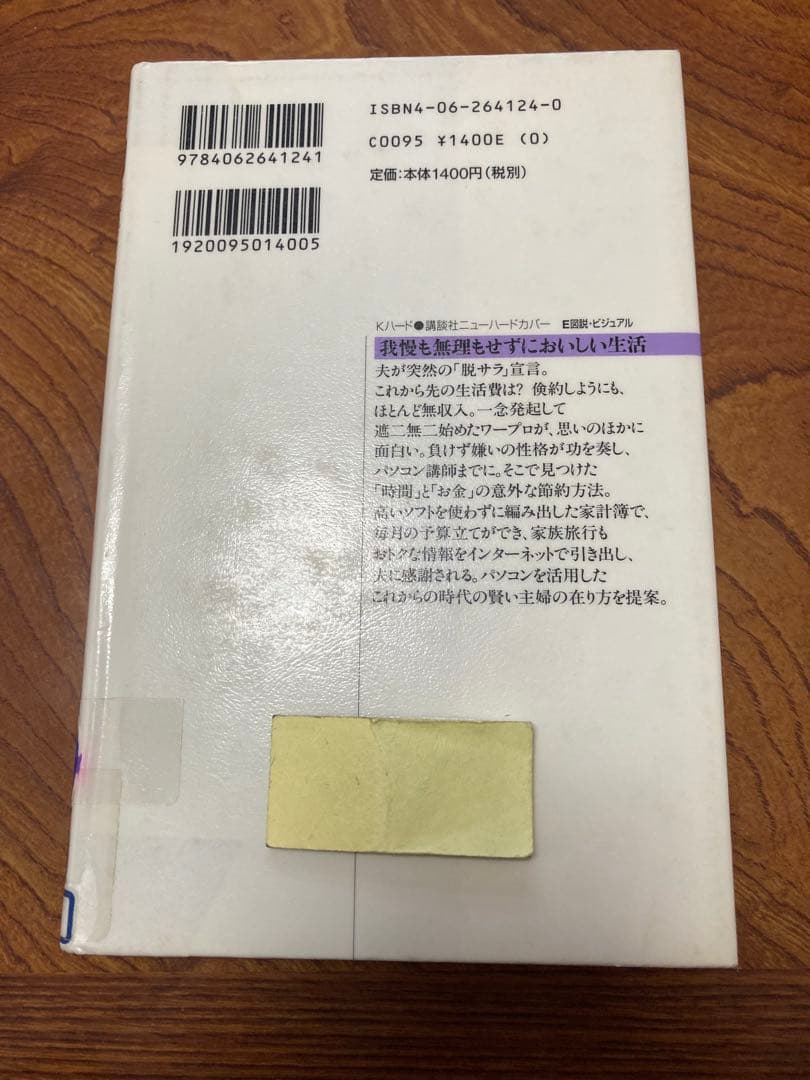 9784062641241
1920095014005
ISBN4-06-264124-0
C0095 ¥1400E (0)
定価:本体1400円(税別)
Kハード●講談社ニューハードカバー E図説・ビジュアル
我慢も無理もせずにおいしい生活
夫が突然の「脱サラ」宣言。
これから先の生活費は? 倹約しようにも、
ほとんど無収入。一念発起して
遮二無二始めたワープロが、思いのほかに
面白い。負けず嫌いの性格が功を奏し、
パソコン講師までに。そこで見つけた
「時間」と「お金」の意外な節約方法。
高いソフトを使わずに編み出した家計簿で、
毎月の予算立てができ、家族旅行も
おトクな情報をインターネットで引き出し、
夫に感謝される。パソコンを活用した
これからの時代の賢い主婦の在り方を提案。